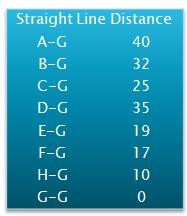 Straight Line Distance
A-G 40
B-G 32
C-G 25
D-G 35
E-G 19
F-G 17
H-G 10
G-G 0